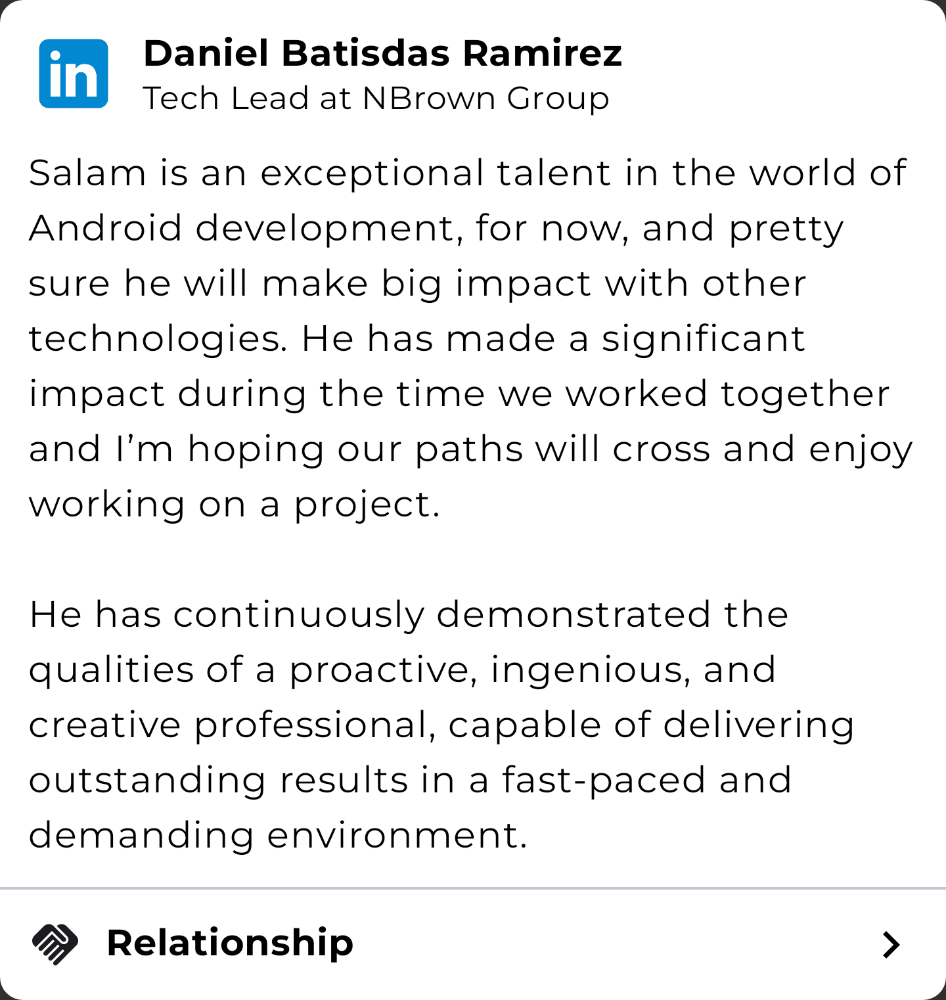 in
Daniel Batisdas Ramirez
Tech Lead at NBrown Group
Salam is an exceptional talent in the world of
Android development, for now, and pretty
sure he will make big impact with other
technologies. He has made a significant
impact during the time we worked together
and I’m hoping our paths will cross and enjoy
working on a project.
He has continuously demonstrated the
qualities of a proactive, ingenious, and
creative professional, capable of delivering
outstanding results in a fast-paced and
demanding environment.
Relationship